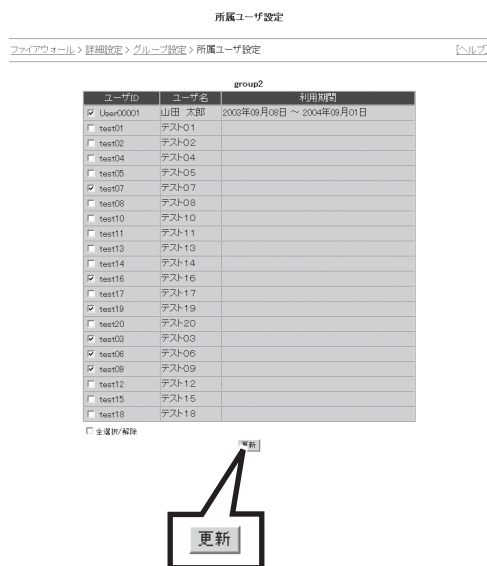 所属ユーザ設定
ファイアウォール > 詳細設定 > グループ設定 > 所属ユーザ設定 [ヘルプ]
group2
ユーザID ユーザ名 利用期間
User00001 山田 太郎 2003年09月08日 ～ 2004年09月01日
test01 テスト01
test02 テスト02
test04 テスト04
test05 テスト05
test07 テスト07
test08 テスト08
test10 テスト10
test11 テスト11
test13 テスト13
test14 テスト14
test16 テスト16
test17 テスト17
test19 テスト19
test20 テスト20
test03 テスト03
test06 テスト06
test09 テスト09
test12 テスト12
test15 テスト15
test18 テスト18
全選択/解除
更新
更新